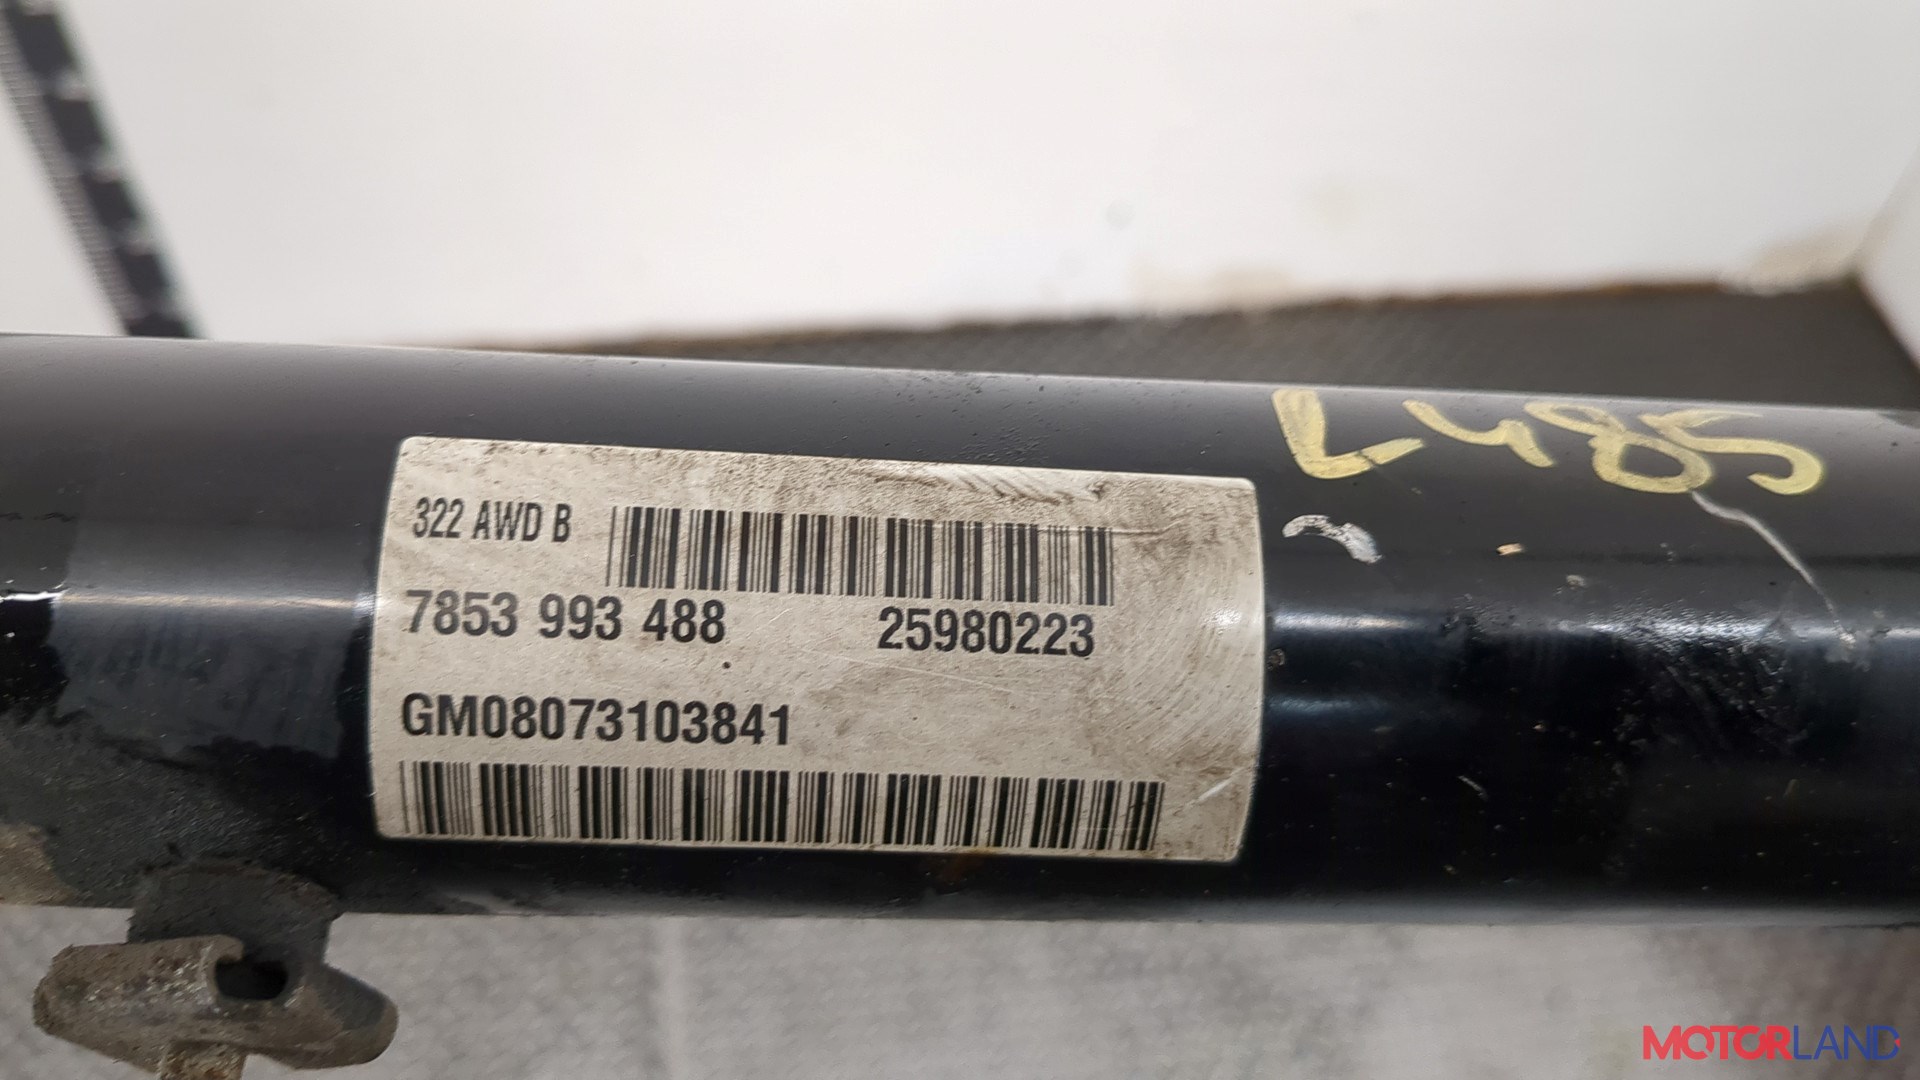 L485
322 AWD B
7853 993 488 25980223
GM08073103841
MOTORLAND